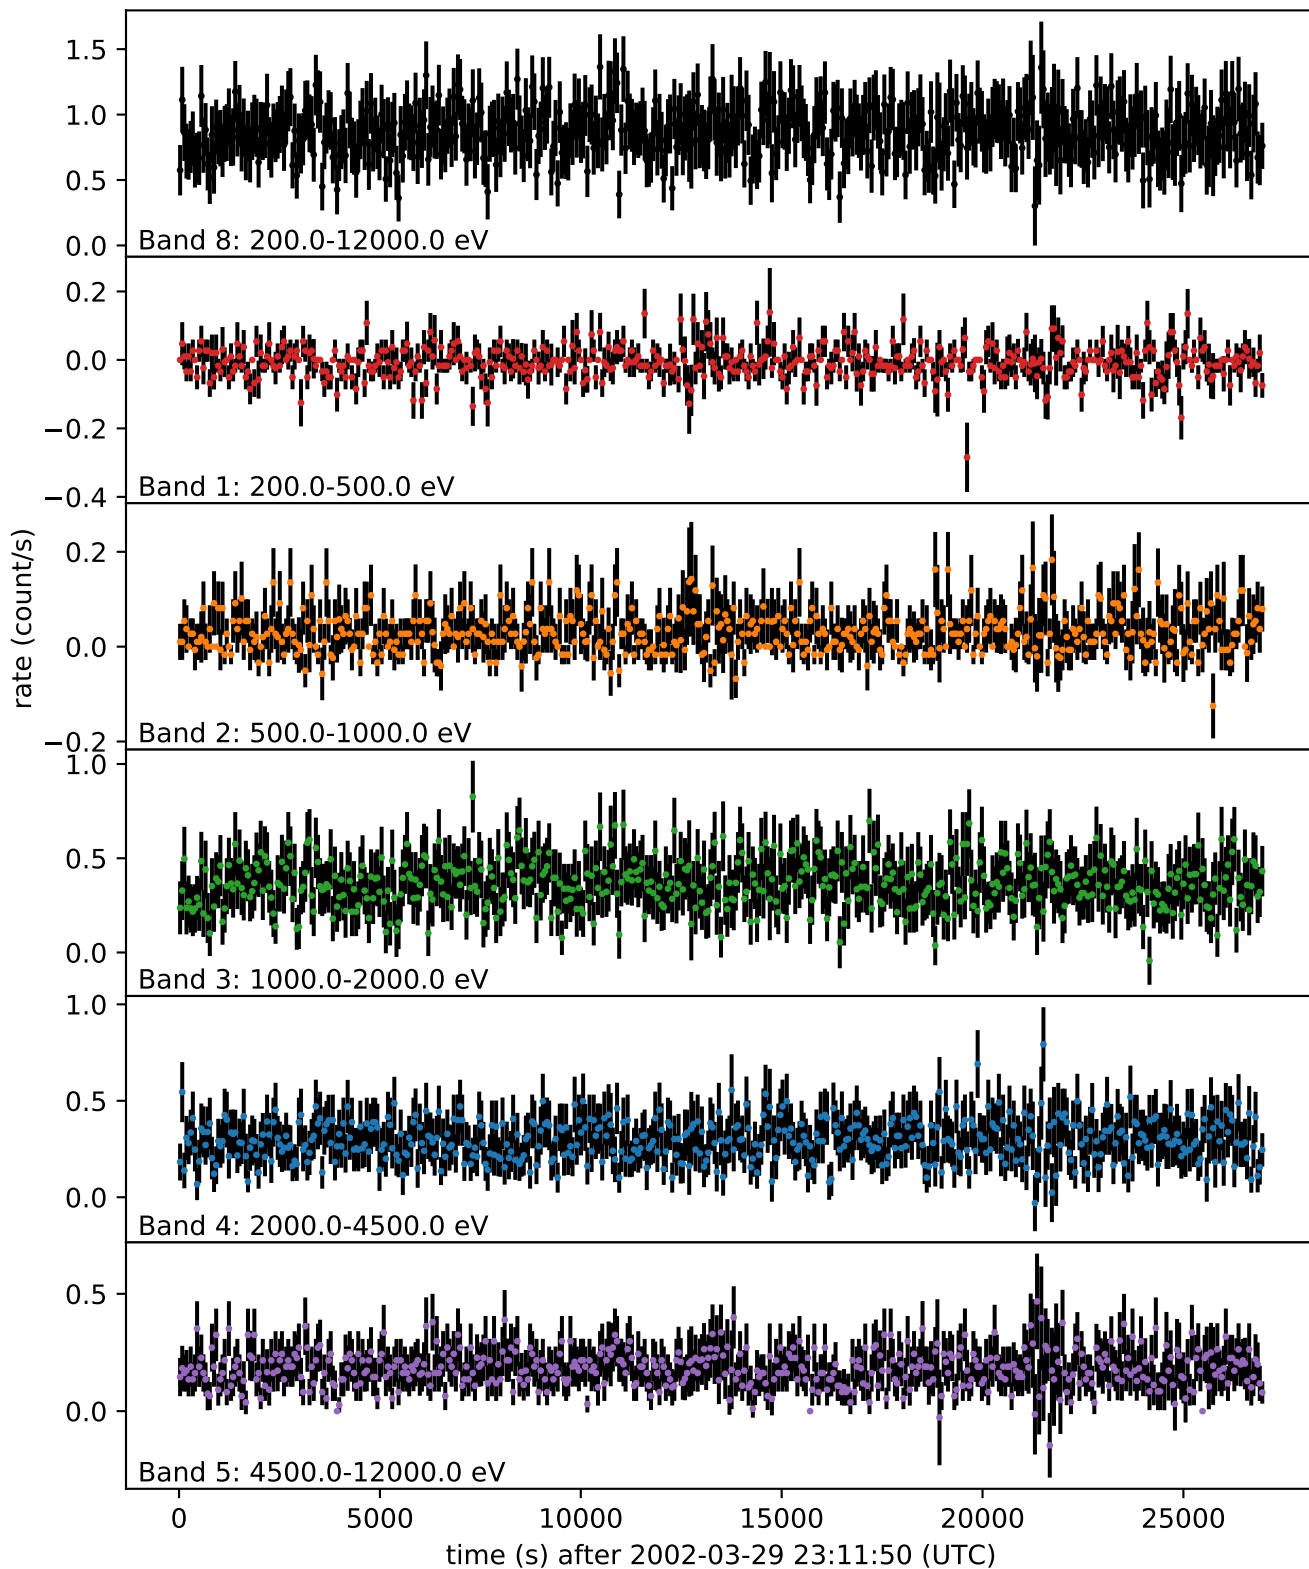 1.5
1.0
0.5
0.0
Band 8: 200.0-12000.0 eV
0.2
0.0
−0.2
−0.4
Band 1: 200.0-500.0 eV
rate (count/s)
0.2
0.0
−0.2
Band 2: 500.0-1000.0 eV
1.0
0.5
0.0
Band 3: 1000.0-2000.0 eV
1.0
0.5
0.0
Band 4: 2000.0-4500.0 eV
0.5
0.0
Band 5: 4500.0-12000.0 eV
0 5000 10000 15000 20000 25000
time (s) after 2002-03-29 23:11:50 (UTC)